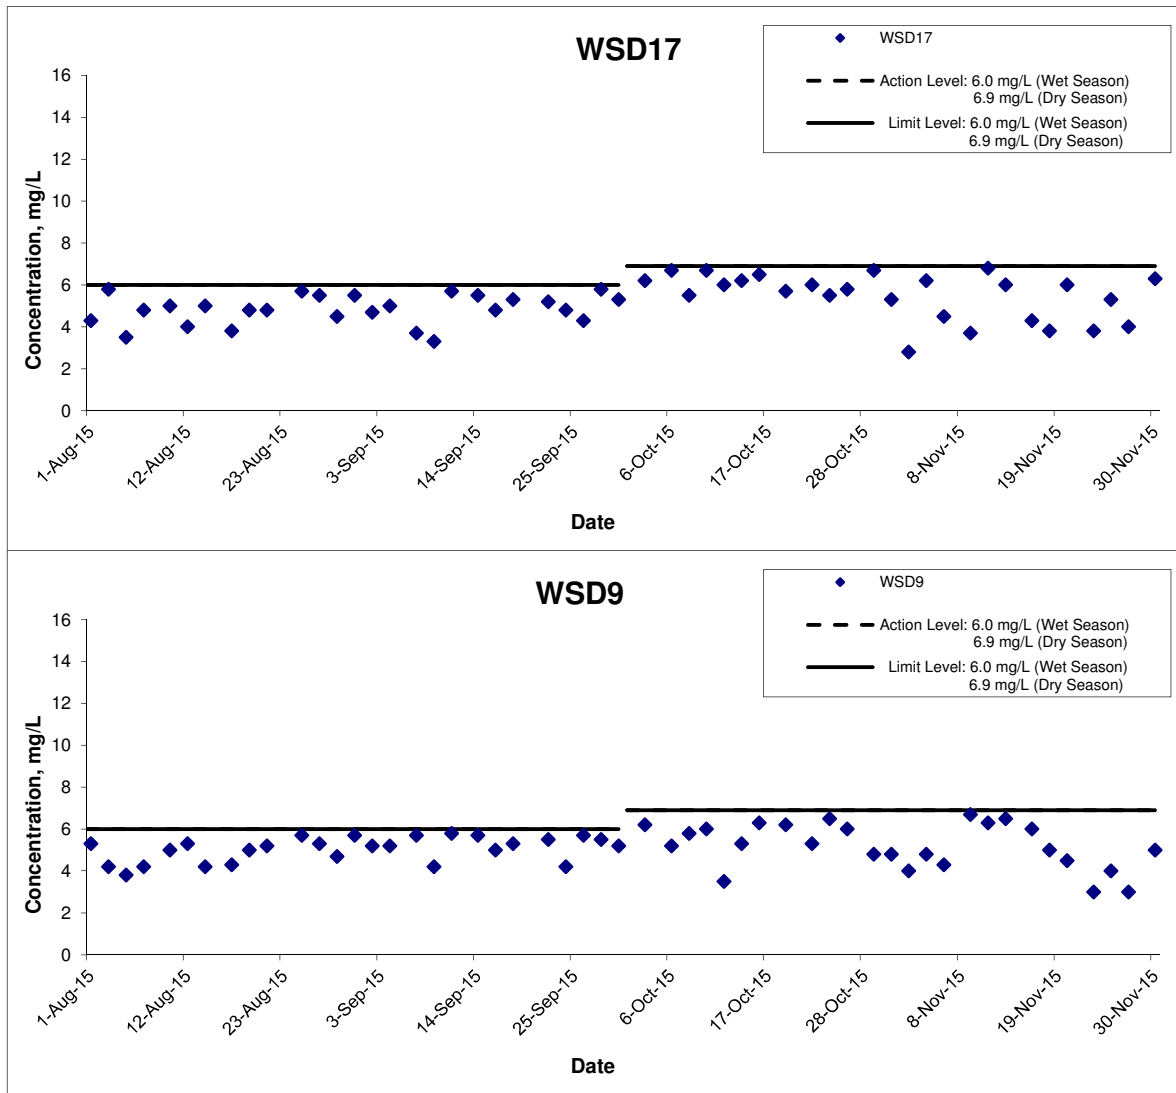 WSD17
WSD17
Action Level: 6.0 mg/L (Wet Season)
6.9 mg/L (Dry Season)
Limit Level: 6.0 mg/L (Wet Season)
6.9 mg/L (Dry Season)
Concentration, mg/L
16
14
12
10
8
6
4
2
0
1-Aug-15
12-Aug-15
23-Aug-15
3-Sep-15
14-Sep-15
25-Sep-15
6-Oct-15
17-Oct-15
28-Oct-15
8-Nov-15
19-Nov-15
30-Nov-15
Date
WSD9
WSD9
Action Level: 6.0 mg/L (Wet Season)
6.9 mg/L (Dry Season)
Limit Level: 6.0 mg/L (Wet Season)
6.9 mg/L (Dry Season)
Concentration, mg/L
16
14
12
10
8
6
4
2
0
1-Aug-15
12-Aug-15
23-Aug-15
3-Sep-15
14-Sep-15
25-Sep-15
6-Oct-15
17-Oct-15
28-Oct-15
8-Nov-15
19-Nov-15
30-Nov-15
Date